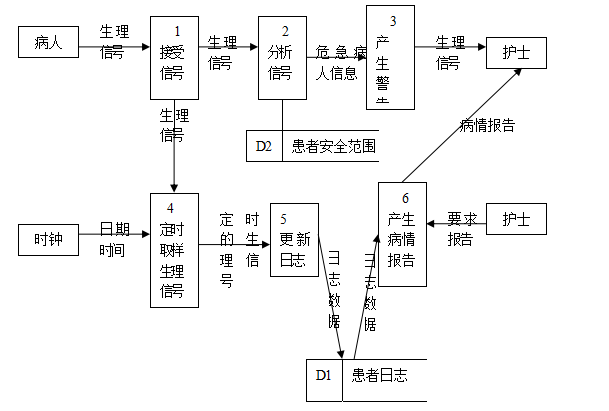 病人
生理
信号
1
接受
信号
生理
信号
2
分析
信号
危急病
人信息
3
产
生
警
告
生理
信号
护士
生理
信号
D2 患者安全范围
病情报告
时钟
日期
时间
4
定时
取样
生理
信号
定 时
的 生
理 信
号
5
更新
日志
日
志
数
据
日
志
数
据
6
产生
病情
报告
要求
报告
护士
D1 患者日志